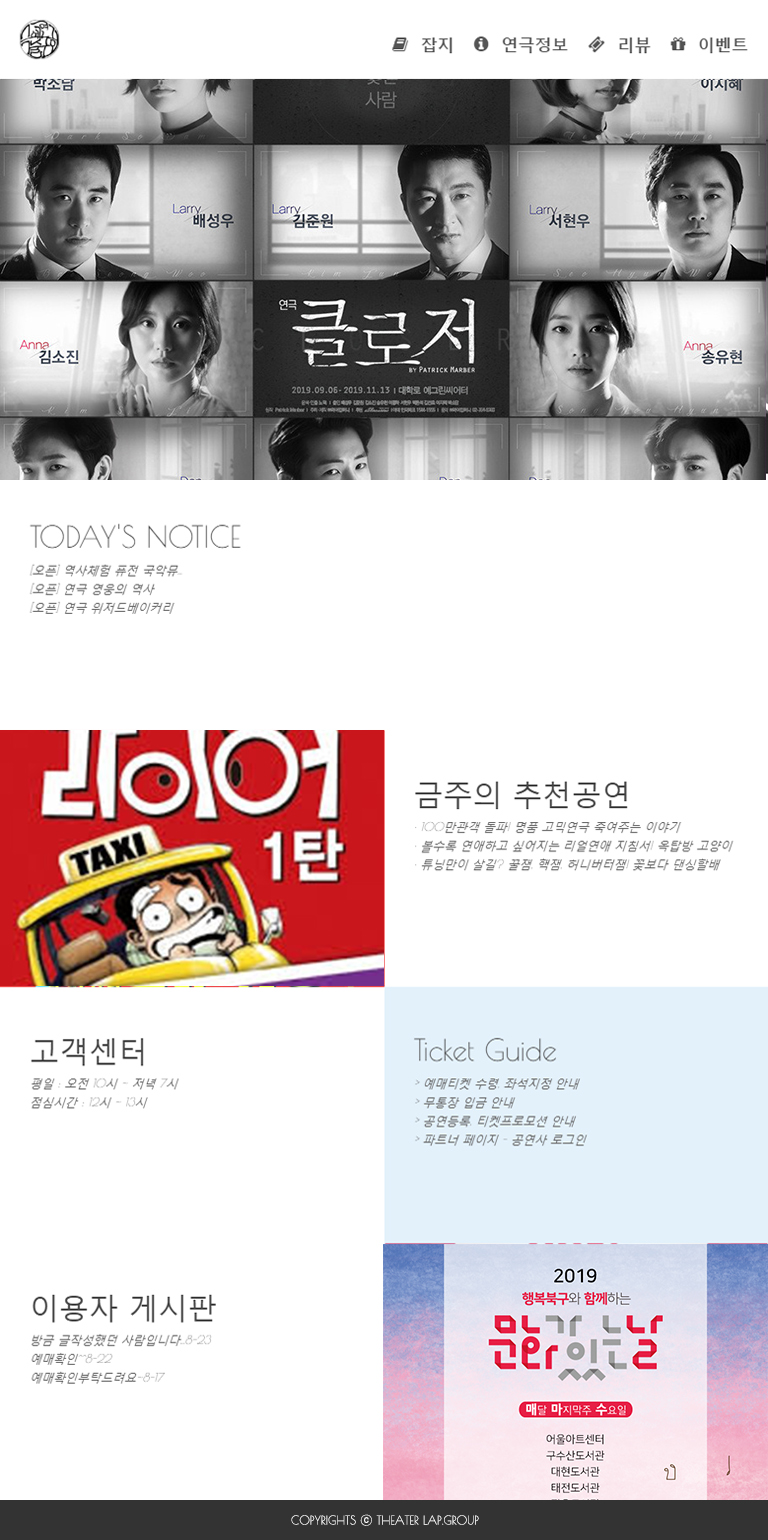 잡지 연극정보 리뷰 이벤트
박소담
맞는
사람
이지혜
Larry
배성우
Larry
김준원
Larry
서현우
Anna
김소진
연극
클로저
BY PATRICK MARBER
2019.09.06-2019.11.13 | 대학로, 예그린씨어터
Anna
송유현
Dan
Dan
Dan
TODAY'S NOTICE
[오픈] 역사체험 퓨전 국악뮤...
[오픈] 연극 영웅의 역사
[오픈] 연극 위저드베이커리
라이어
1탄
TAXI
금주의 추천공연
· 100만관객 돌파! 명품 고믹연극 죽여주는 이야기
· 볼수록 연애하고 싶어지는 리얼연애 지침서! 옥탑방 고양이
· 튜닝만이 살길? 꿀잼, 핵잼, 허니버터잼! 꽃보다 댄싱할배
고객센터
평일 : 오전 10시 - 저녁 7시
점심시간 : 12시 - 13시
Ticket Guide
> 예매티켓 수령, 좌석지정 안내
> 무통장 입금 안내
> 공연등록, 티켓프로모션 안내
> 파트너 페이지 - 공연사 로그인
이용자 게시판
방금 글작성했던 사람입니다..8-23
예매확인~8-22
예매확인부탁드려요~8-17
2019
행복북구와 함께하는
문화가 있는 날
매달 마지막주 수요일
어울아트센터
구수산도서관
대현도서관
태전도서관
COPYRIGHTS ⓒ THEATER LAP.GROUP